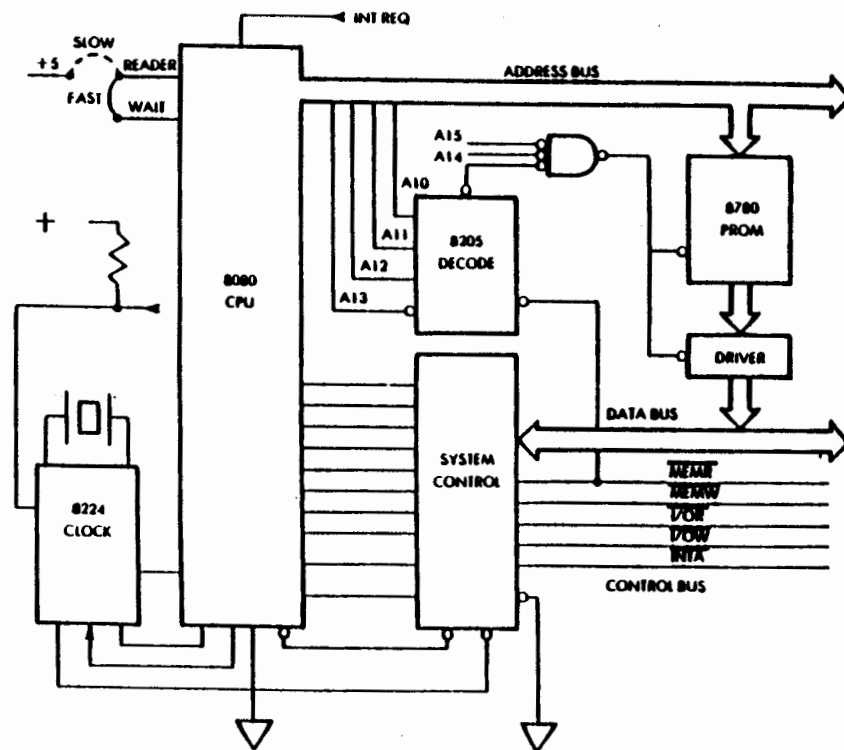 INT REQ
SLOW
+5
READER
FAST
WAIT
ADDRESS BUS
A15
A14
A10
A11
A12
A13
8205
DECODE
8780
PROM
8080
CPU
+
DRIVER
DATA BUS
SYSTEM
CONTROL
MEMR
MEMW
I/OR
I/OW
INTA
CONTROL BUS
8224
CLOCK